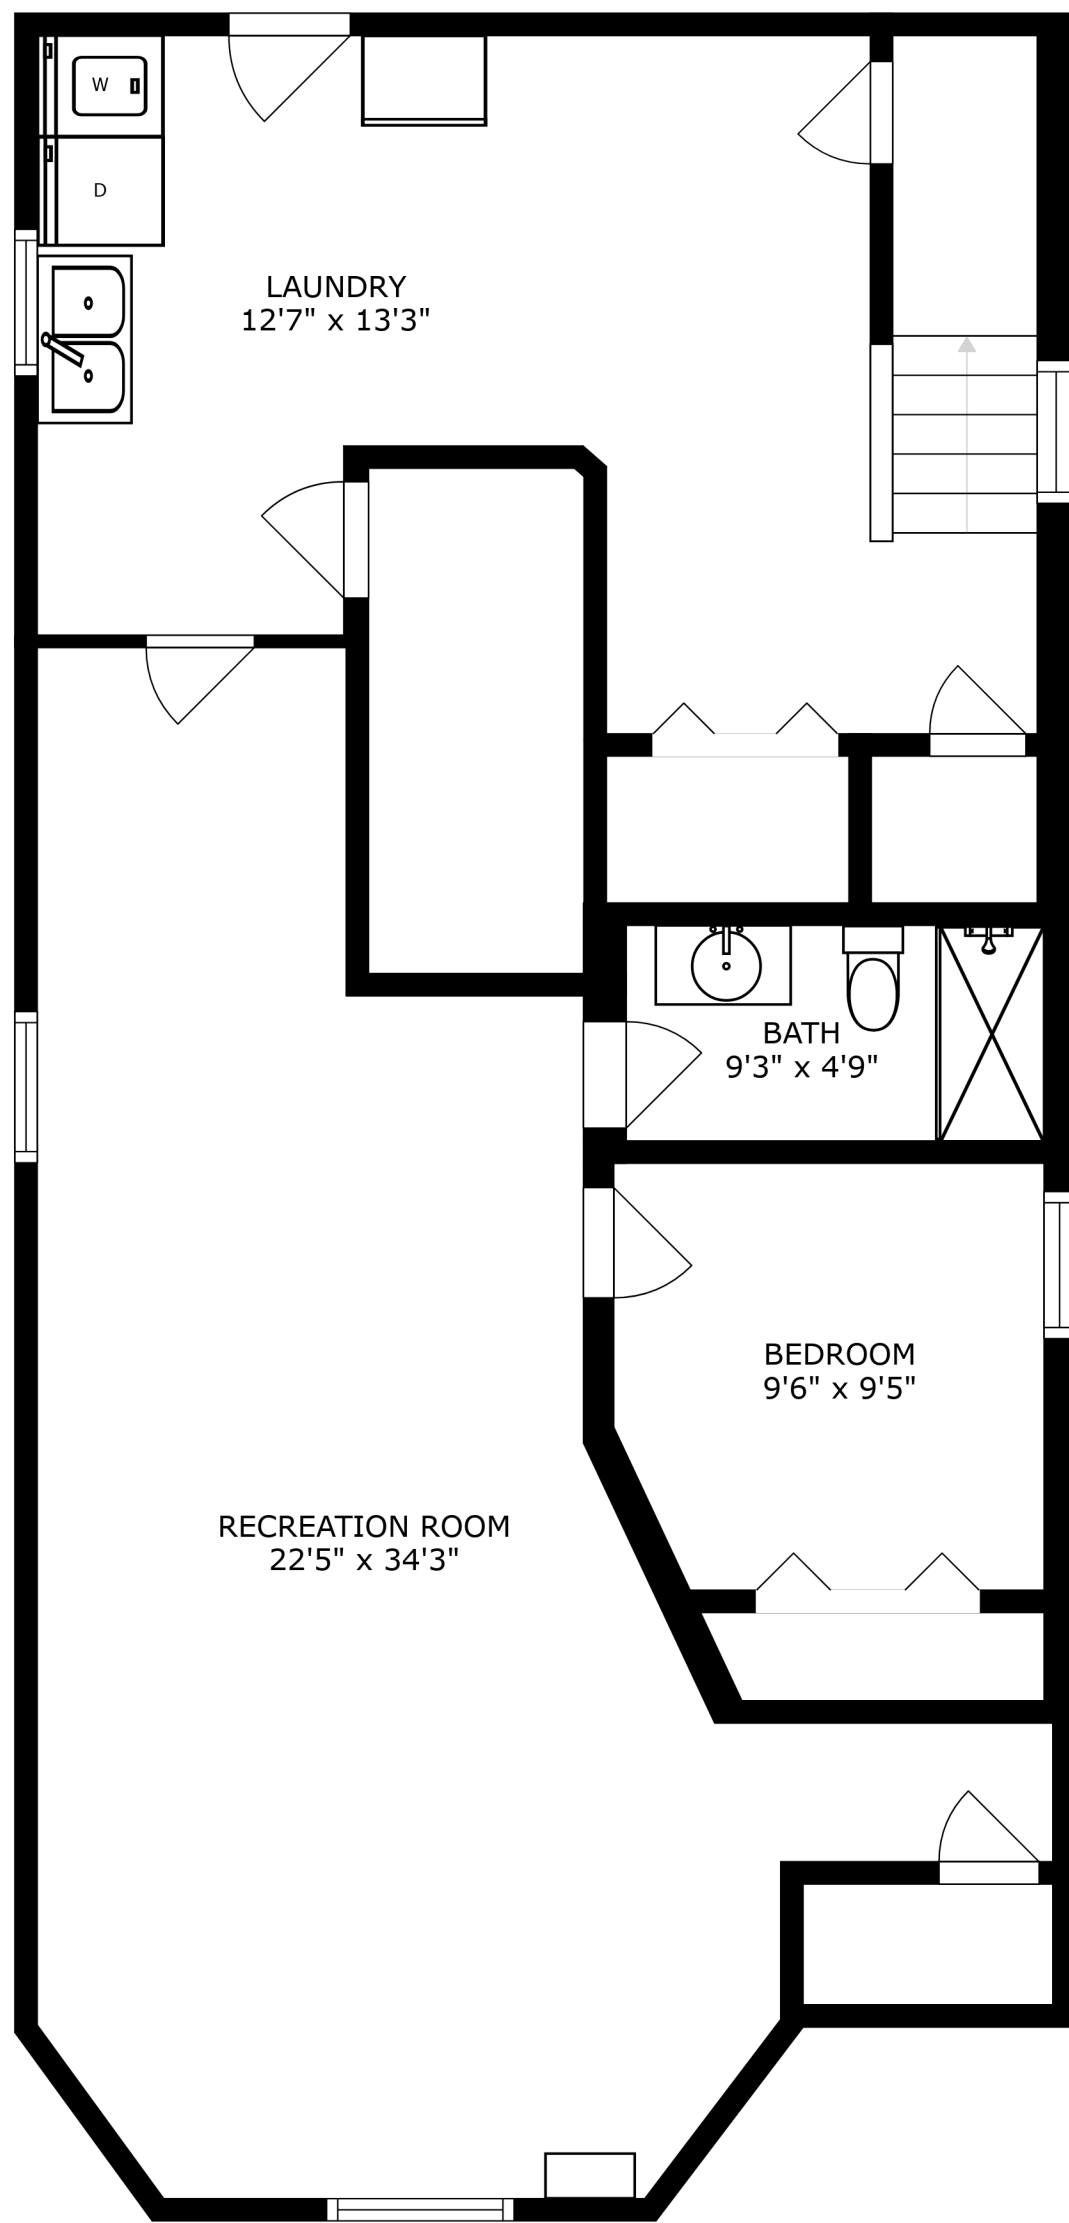 W
D
LAUNDRY
12'7" x 13'3"
BATH
9'3" x 4'9"
BEDROOM
9'6" x 9'5"
RECREATION ROOM
22'5" x 34'3"